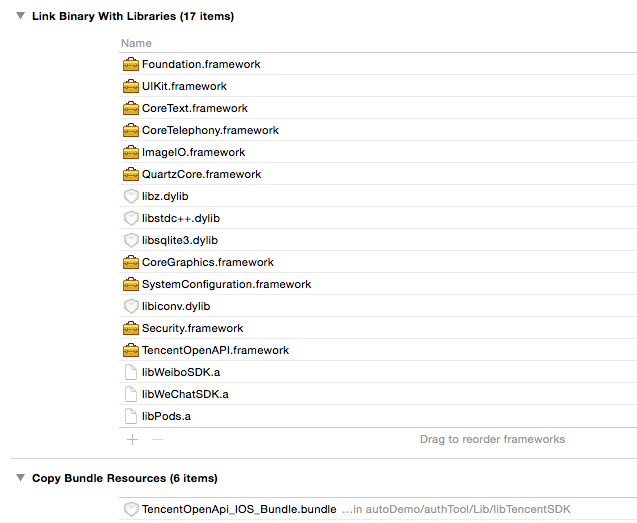 Link Binary With Libraries (17 items)
Name
Foundation.framework
UIKit.framework
CoreText.framework
CoreTelephony.framework
ImageIO.framework
QuartzCore.framework
libz.dylib
libstdc++.dylib
libsqlite3.dylib
CoreGraphics.framework
SystemConfiguration.framework
libiconv.dylib
Security.framework
TencentOpenAPI.framework
libWeiboSDK.a
libWeChatSDK.a
libPods.a
+ − Drag to reorder frameworks
Copy Bundle Resources (6 items)
TencentOpenApi_IOS_Bundle.bundle ...in autoDemo/authTool/Lib/libTencentSDK